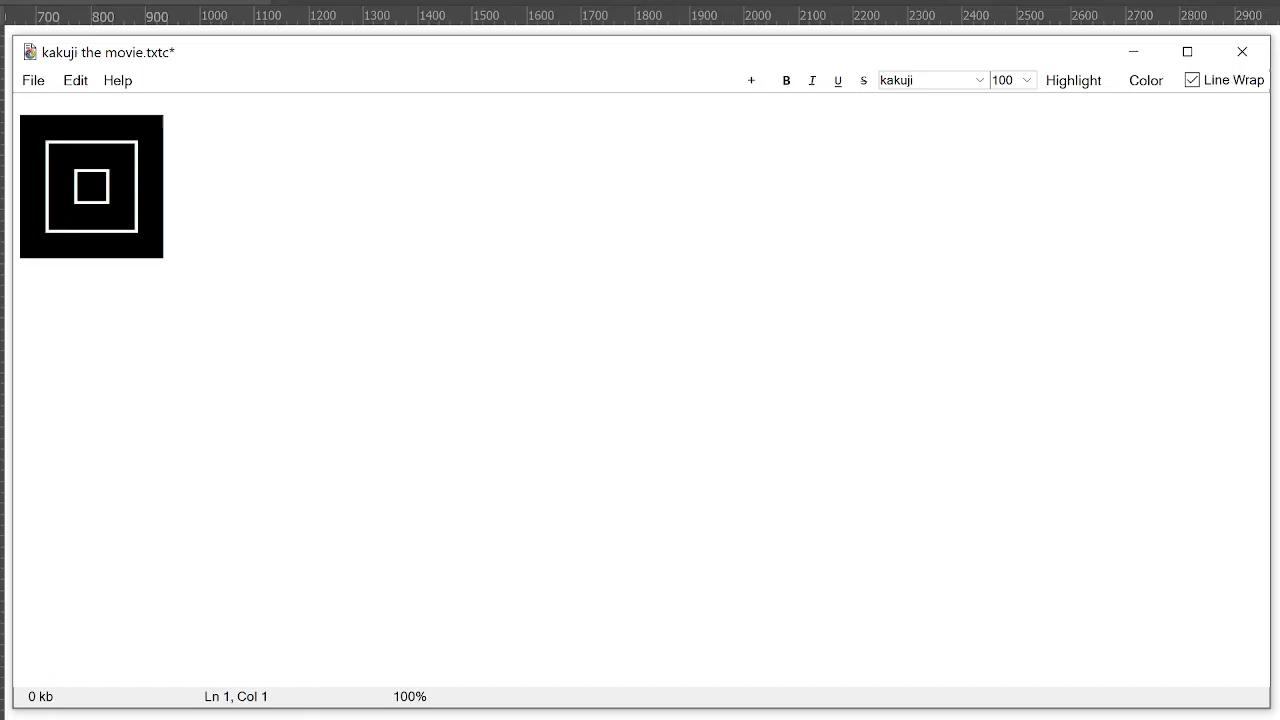 700 800 900 1000 1100 1200 1300 1400 1500 1600 1700 1800 1900 2000 2100 2200 2300 2400 2500 2600 2700 2800 2900
kakuji the movie.txtc*
File Edit Help + B I U S kakuji 100 Highlight Color Line Wrap
0 kb Ln 1, Col 1 100%